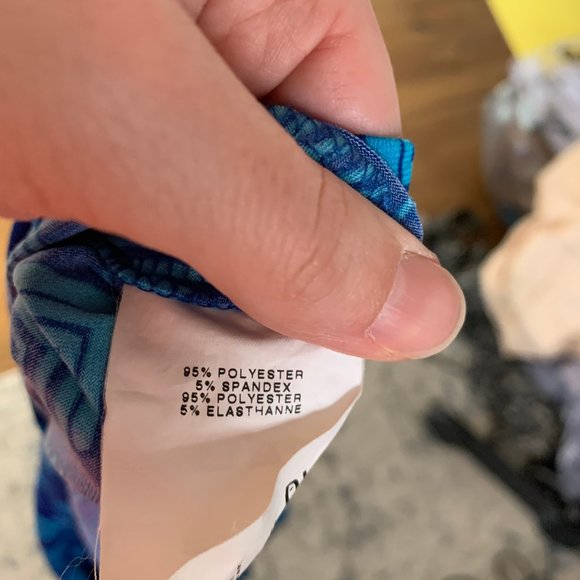 95% POLYESTER
5% SPANDEX
95% POLYESTER
5% ELASTHANNE